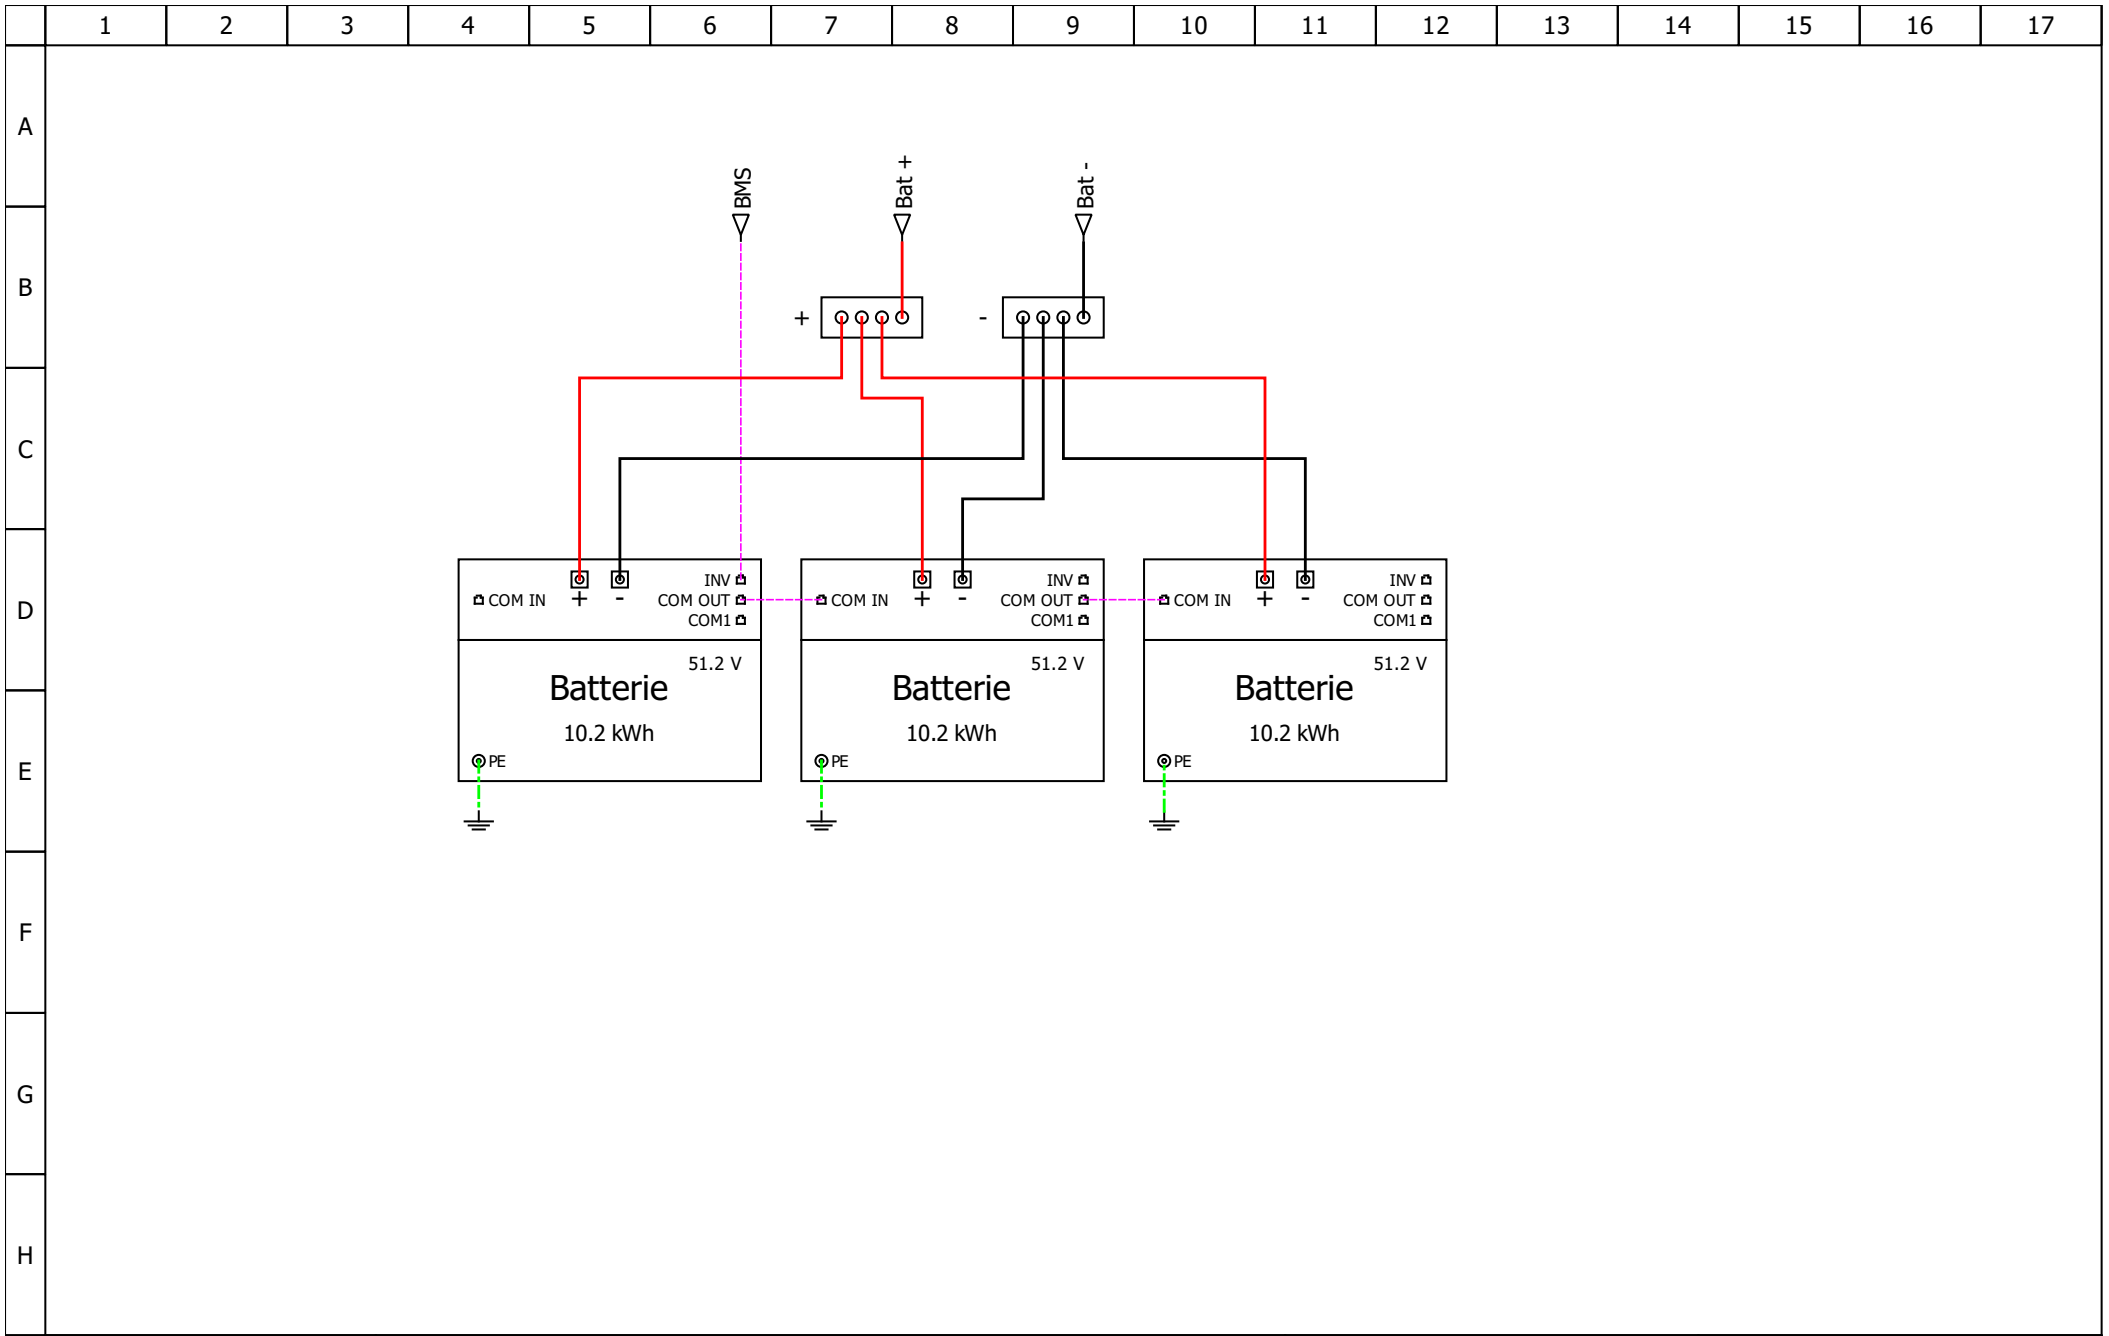 1 2 3 4 5 6 7 8 9 10 11 12 13 14 15 16 17
A
BMS Bat + Bat -
B
+ -
C
D
INV INV INV
COM IN + - COM OUT COM IN + - COM OUT COM IN + - COM OUT
COM1 COM1 COM1
51.2 V 51.2 V 51.2 V
Batterie Batterie Batterie
10.2 kWh 10.2 kWh 10.2 kWh
PE PE PE
E
F
G
H